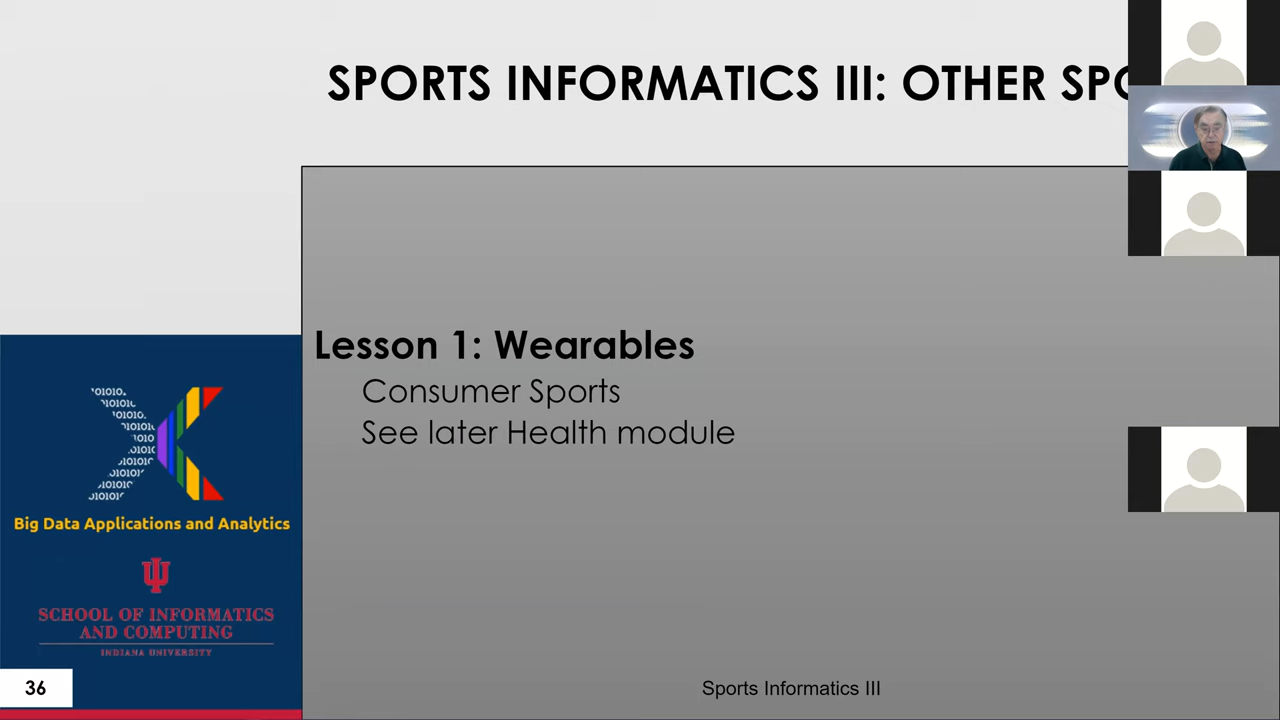 SPORTS INFORMATICS III: OTHER
Lesson 1: Wearables
Consumer Sports
See later Health module
Big Data Applications and Analytics
SCHOOL OF INFORMATICS
AND COMPUTING
INDIANA UNIVERSITY
36
Sports Informatics III